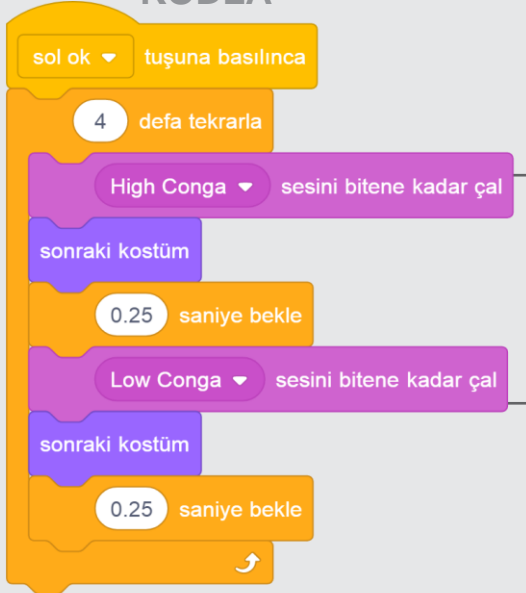 sol ok tuşuna basılınca
4 defa tekrarla
High Conga sesini bitene kadar çal
sonraki kostüm
0.25 saniye bekle
Low Conga sesini bitene kadar çal
sonraki kostüm
0.25 saniye bekle